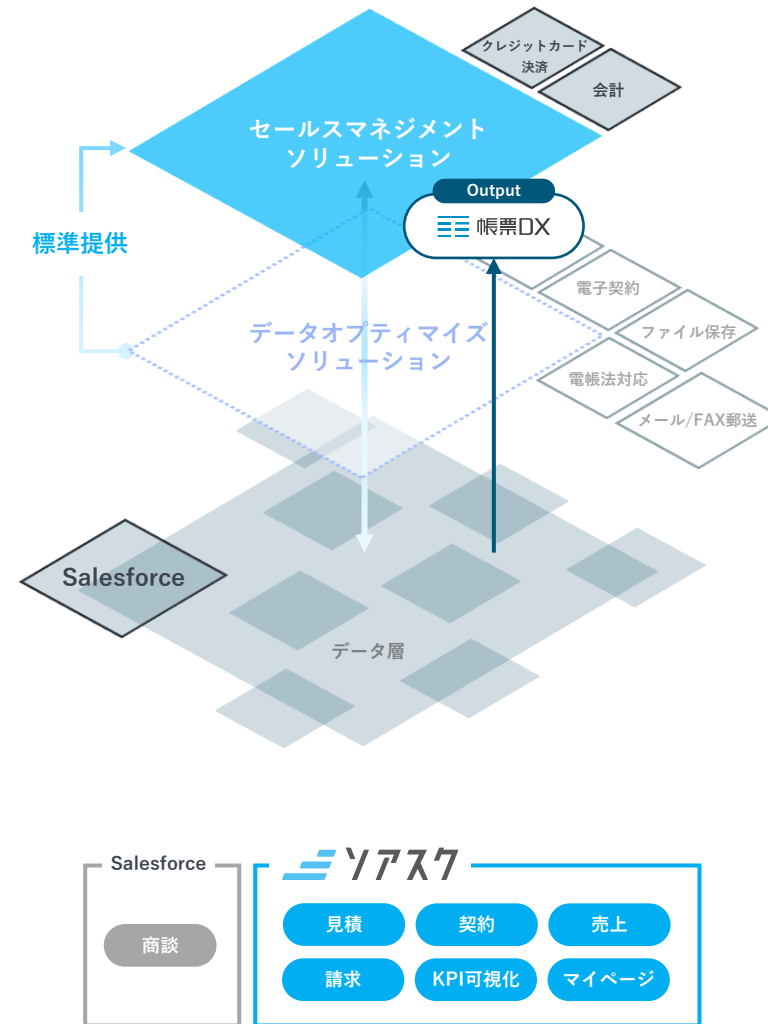 クレジットカード
決済
会計
セールスマネジメント
ソリューション
Output
帳票DX
標準提供
電子契約
データオプティマイズ
ソリューション
ファイル保存
電帳法対応
メール/FAX郵送
Salesforce
データ層
Salesforce
ソアスク
商談
見積
契約
売上
請求
KPI可視化
マイページ